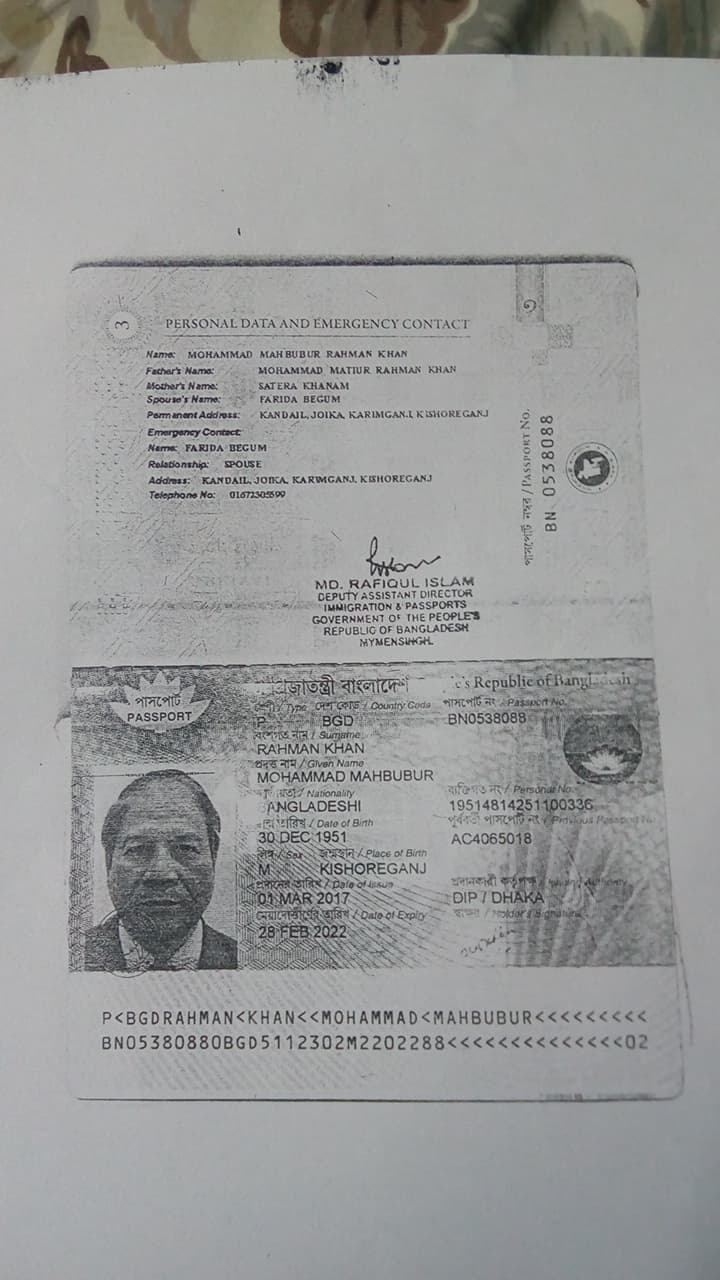 3
PERSONAL DATA AND EMERGENCY CONTACT
Name: MOHAMMAD MAHBUBUR RAHMAN KHAN
Father's Name: MOHAMMAD MATIUR RAHMAN KHAN
Mother's Name: SATERA KHANAM
Spouse's Name: FARIDA BEGUM
Permanent Address: KANDAIL, JOIKA, KARIMGANJ, KISHOREGANJ
Emergency Contact:
Name: FARIDA BEGUM
Relationship: SPOUSE
Address: KANDAIL, JOIKA, KARIMGANJ, KISHOREGANJ
Telephone No: 01672305599
১
পাসপোর্ট নং / PASSPORT No.
BN 0538088
MD. RAFIQUL ISLAM
DEPUTY ASSISTANT DIRECTOR
IMMIGRATION & PASSPORTS
GOVERNMENT OF THE PEOPLE'S
REPUBLIC OF BANGLADESH
MYMENSINGH.
পাসপোর্ট
PASSPORT
প্রজাতন্ত্রী বাংলাদেশ Republic of Bangladesh
শ্রেণী / Type দেশ কোড / Country Code পাসপোর্ট নং / Passport No.
P BGD BN0538088
বংশগত নাম / Surname
RAHMAN KHAN
প্রদত্ত নাম / Given Name
MOHAMMAD MAHBUBUR
/ Nationality ব্যক্তিগত নং / Personal No.
BANGLADESHI 19514814251100336
জন্ম তারিখ / Date of Birth পূর্ববর্তী পাসপোর্ট নং / Previous Passport No.
30 DEC 1951 AC4065018
লিঙ্গ / Sex জন্মস্থান / Place of Birth
M KISHOREGANJ
প্রদানের তারিখ / Date of Issue প্রদানকারী কর্তৃপক্ষ / Issuing Authority
01 MAR 2017 DIP / DHAKA
মেয়াদোত্তীর্ণের তারিখ / Date of Expiry স্বাক্ষর / Holder's Signature
28 FEB 2022
P<BGDRAHMAN<KHAN<<MOHAMMAD<MAHBUBUR<<<<<<<<<
BN05380880BGD5112302M2202288<<<<<<<<<<<<<<02